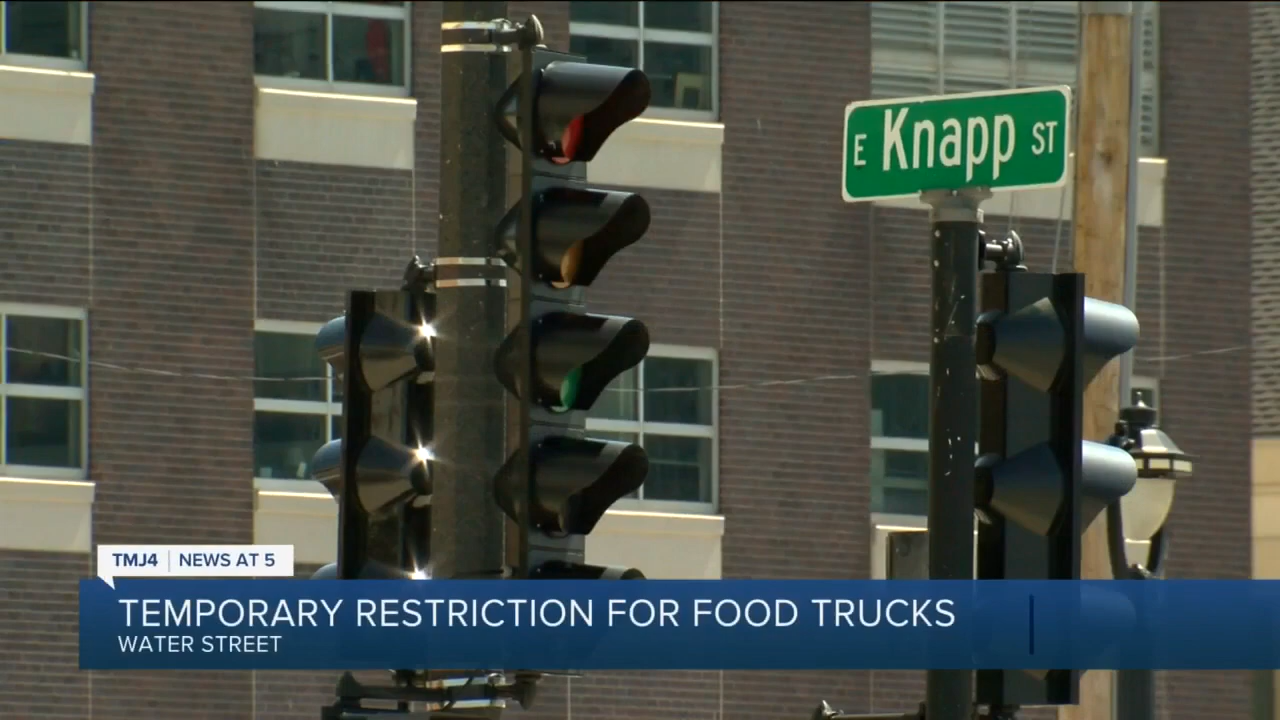 E Knapp ST
TMJ4 | NEWS AT 5
TEMPORARY RESTRICTION FOR FOOD TRUCKS
WATER STREET